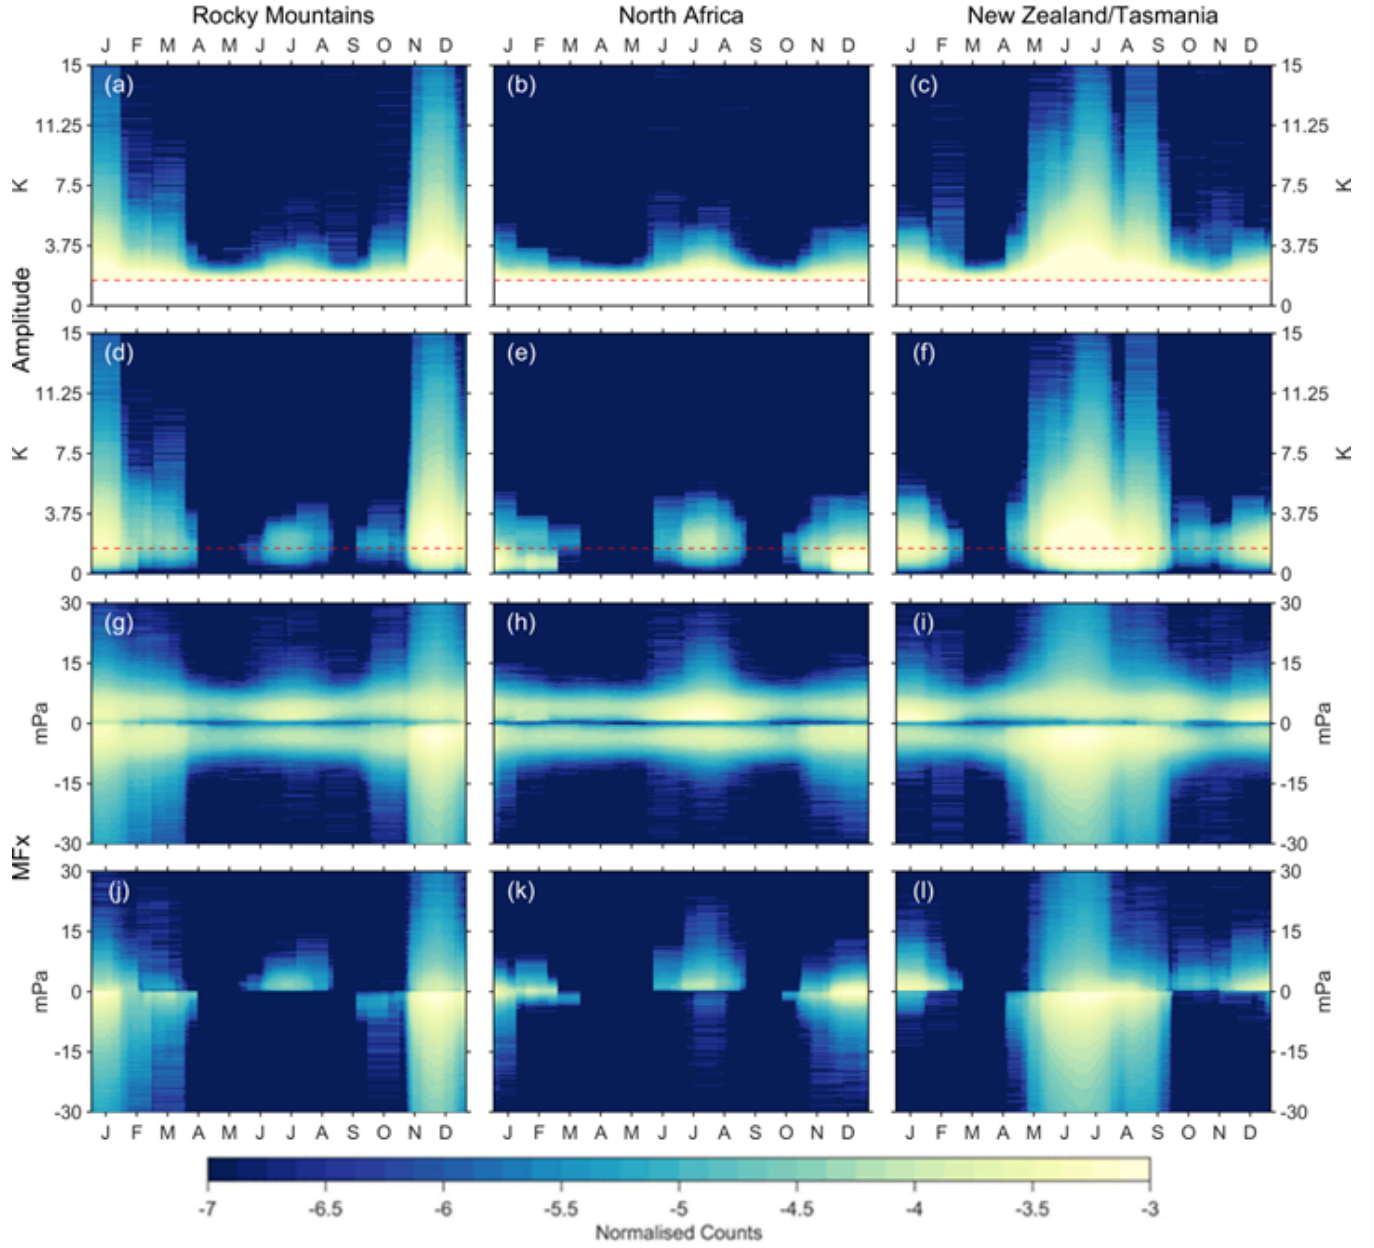 Rocky Mountains North Africa New Zealand/Tasmania
J F M A M J J A S O N D J F M A M J J A S O N D J F M A M J J A S O N D
15 (a) (b) (c) 15
11.25 11.25
K 7.5 7.5 K
3.75 3.75
0 0
Amplitude
15 (d) (e) (f) 15
11.25 11.25
K 7.5 7.5 K
3.75 3.75
0 0
30 (g) (h) (i) 30
15 15
mPa 0 0 mPa
-15 -15
-30 -30
MFx
30 (j) (k) (l) 30
15 15
mPa 0 0 mPa
-15 -15
-30 -30
J F M A M J J A S O N D J F M A M J J A S O N D J F M A M J J A S O N D
-7 -6.5 -6 -5.5 -5 -4.5 -4 -3.5 -3
Normalised Counts